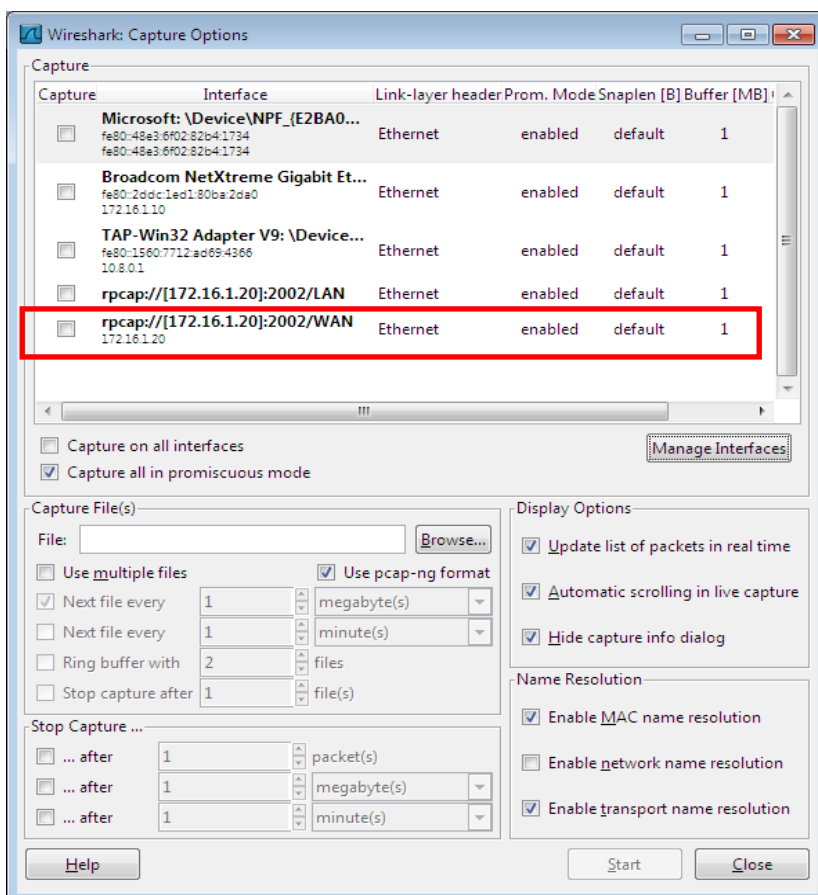 Wireshark: Capture Options
Capture
Capture Interface Link-layer header Prom. Mode Snaplen [B] Buffer [MB]
Microsoft: \Device\NPF_{E2BA0...
fe80::48e3:6f02:82b4:1734 Ethernet enabled default 1
fe80::48e3:6f02:82b4:1734
Broadcom NetXtreme Gigabit Et...
fe80::2ddc:1ed1:80ba:2da0 Ethernet enabled default 1
172.16.1.10
TAP-Win32 Adapter V9: \Device...
fe80::1560:7712:ad69:4366 Ethernet enabled default 1
10.8.0.1
rpcap://[172.16.1.20]:2002/LAN Ethernet enabled default 1
rpcap://[172.16.1.20]:2002/WAN Ethernet enabled default 1
172.16.1.20
Capture on all interfaces
Manage Interfaces
Capture all in promiscuous mode
Capture File(s)
File: Browse...
Use multiple files Use pcap-ng format
Next file every 1 megabyte(s)
Next file every 1 minute(s)
Ring buffer with 2 files
Stop capture after 1 file(s)
Stop Capture ...
... after 1 packet(s)
... after 1 megabyte(s)
... after 1 minute(s)
Display Options
Update list of packets in real time
Automatic scrolling in live capture
Hide capture info dialog
Name Resolution
Enable MAC name resolution
Enable network name resolution
Enable transport name resolution
Help Start Close